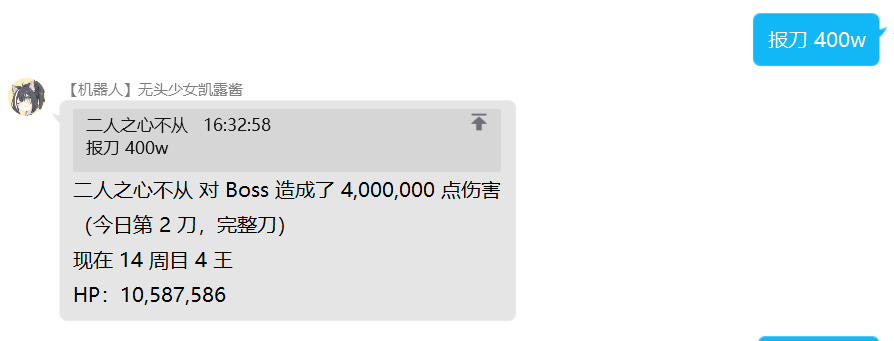 报刀 400w
【机器人】无头少女凯露酱
二人之心不从 16:32:58
报刀 400w
二人之心不从 对 Boss 造成了 4,000,000 点伤害
（今日第 2 刀，完整刀）
现在 14 周目 4 王
HP：10,587,586